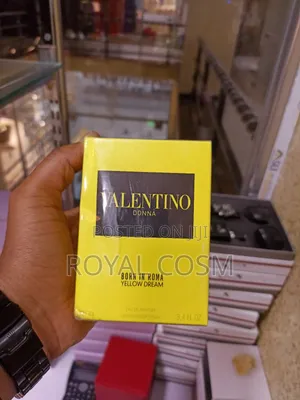 VALENTINO
DONNA
POSTED ON JIJI
ROYAL COSM
BORN IN ROMA
YELLOW DREAM